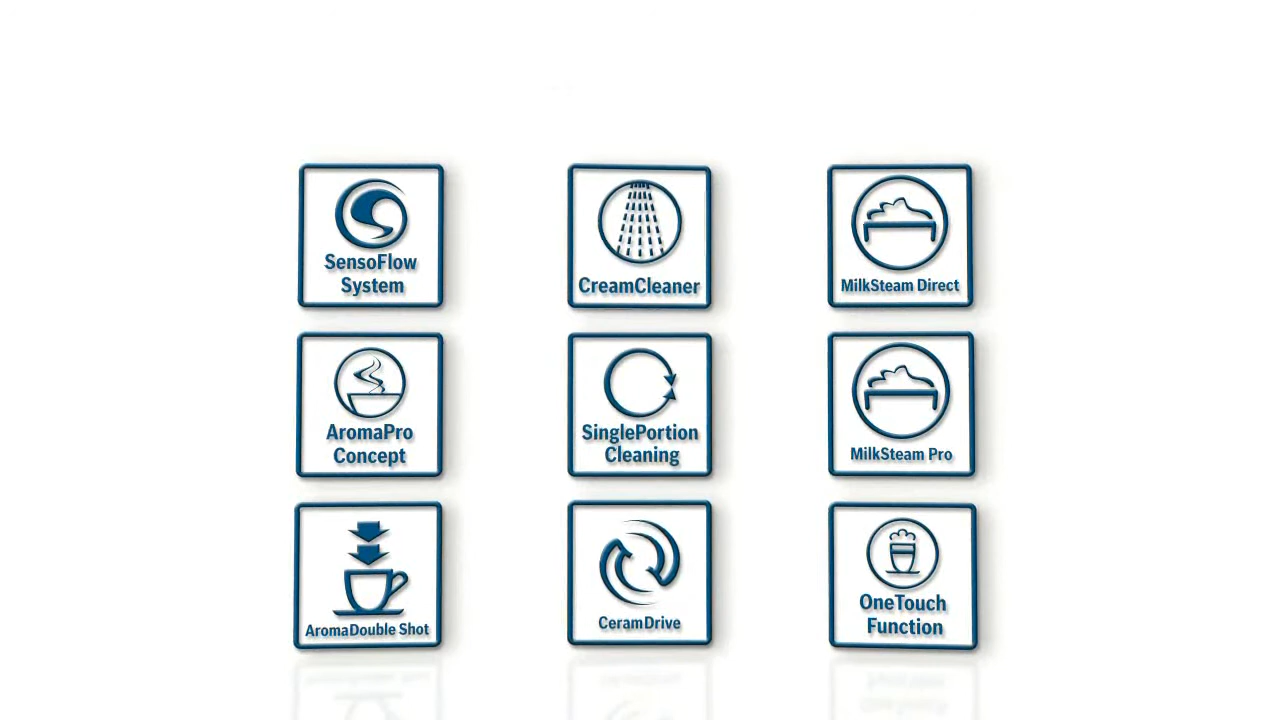 SensoFlow
System
CreamCleaner
MilkSteam Direct
AromaPro
Concept
SinglePortion
Cleaning
MilkSteam Pro
AromaDouble Shot
CeramDrive
OneTouch
Function